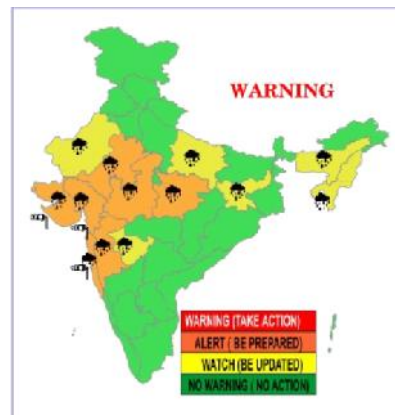 WARNING
WARNING (TAKE ACTION)
ALERT ( BE PREPARED)
WATCH (BE UPDATED)
NO WARNING ( NO ACTION)